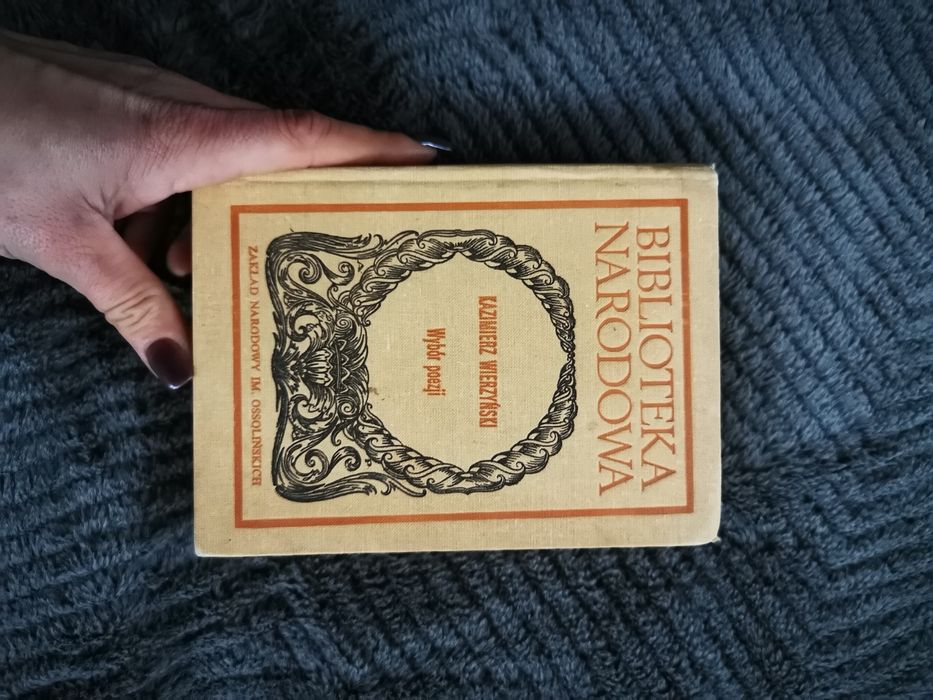 BIBLIOTEKA
NARODOWA
KAZIMIERZ WIERZYŃSKI
Wybór poezji
ZAKŁAD NARODOWY IM. OSSOLIŃSKICH